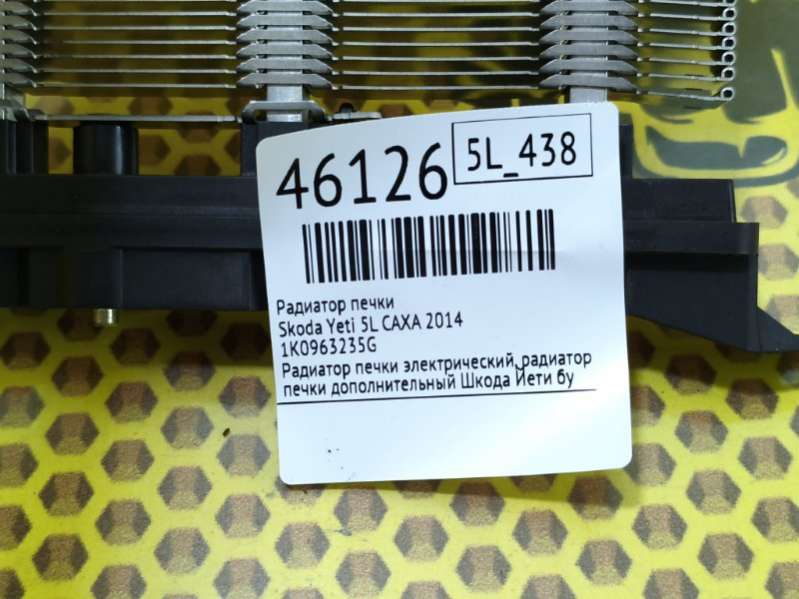 46126 5L_438
Радиатор печки
Skoda Yeti 5L CAXA 2014
1K0963235G
Радиатор печки электрический, радиатор
печки дополнительный Шкода Йети бу